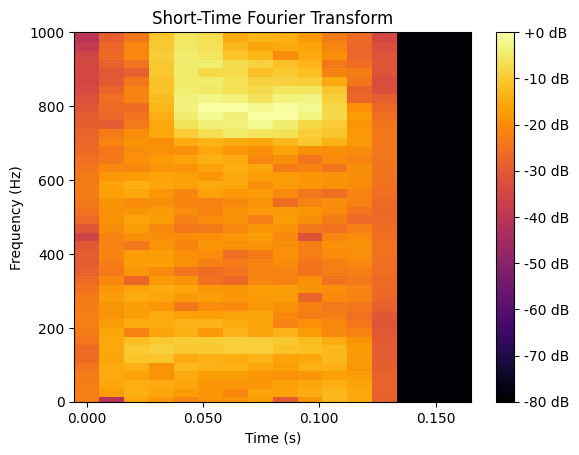 Short-Time Fourier Transform
Frequency (Hz)
1000
800
600
400
200
0
0.000 0.050 0.100 0.150
Time (s)
+0 dB
-10 dB
-20 dB
-30 dB
-40 dB
-50 dB
-60 dB
-70 dB
-80 dB